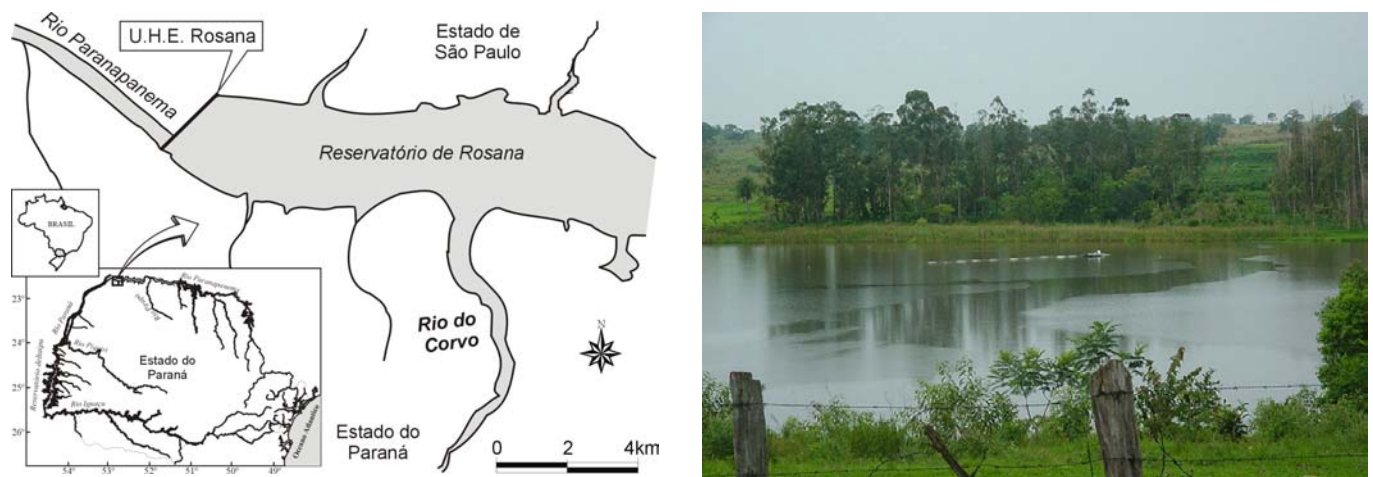 Rio Paranapanema
U.H.E. Rosana
Estado de
São Paulo
Reservatório de Rosana
BRASIL
Rio Paranapanema
23°
24°
25°
26°
Rio Paraná
Estado do
Paraná
Rio Iguaçu
Oceano Atlântico
54°
53°
52°
51°
50°
49°
Rio do
Corvo
N
Estado do
Paraná
0 2 4km